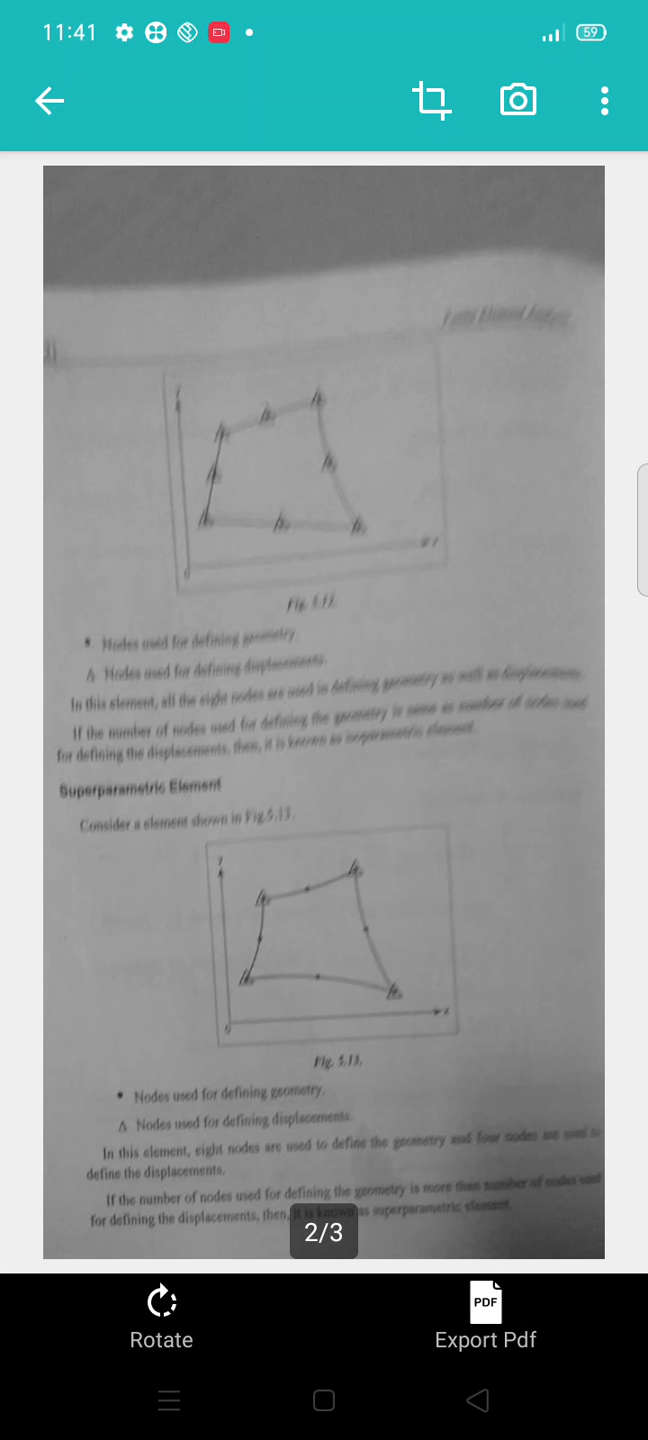 11:41
59
Fig. 5.12.
• Nodes used for defining geometry.
Δ Nodes used for defining displacements.
In this element, all the eight nodes are used in defining geometry as well as displacements.
If the number of nodes used for defining the geometry is same as number of nodes used
for defining the displacements, then, it is known as isoparametric element.
Superparametric Element
Consider a element shown in Fig.5.13.
y
0
x
Fig. 5.13.
• Nodes used for defining geometry.
Δ Nodes used for defining displacements.
In this element, eight nodes are used to define the geometry and four nodes are used to
define the displacements.
If the number of nodes used for defining the geometry is more than number of nodes used
for defining the displacements, then, it is known as superparametric element.
2/3
Rotate
PDF
Export Pdf